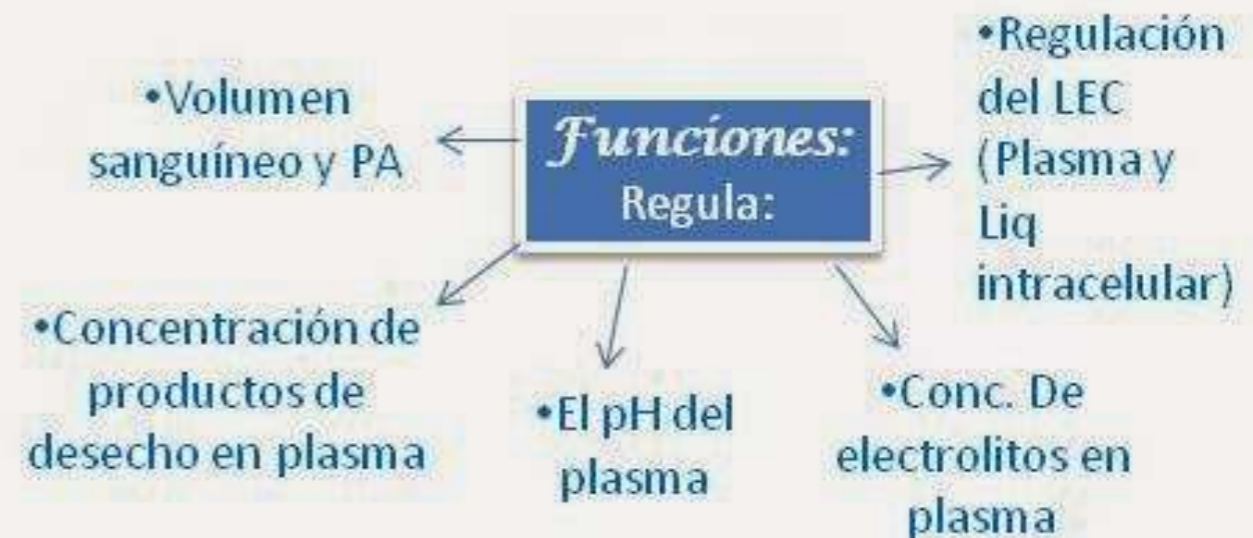 Funciones:
Regula:
•Volumen
sanguíneo y PA
•Regulación
del LEC
(Plasma y
Liq
intracelular)
•Concentración de
productos de
desecho en plasma
•El pH del
plasma
•Conc. De
electrolitos en
plasma